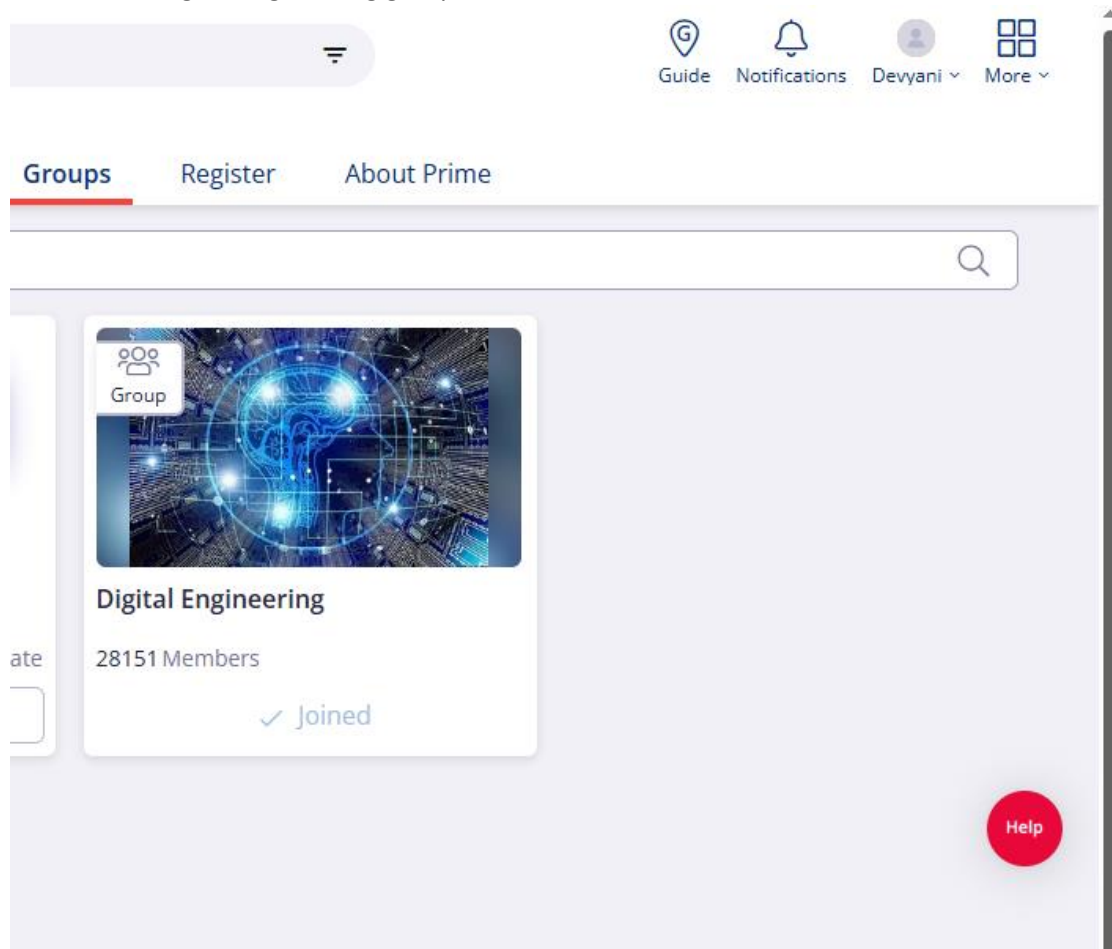 Guide Notifications Devyani More
Groups Register About Prime
Group
Digital Engineering
ate 28151 Members
Joined
Help